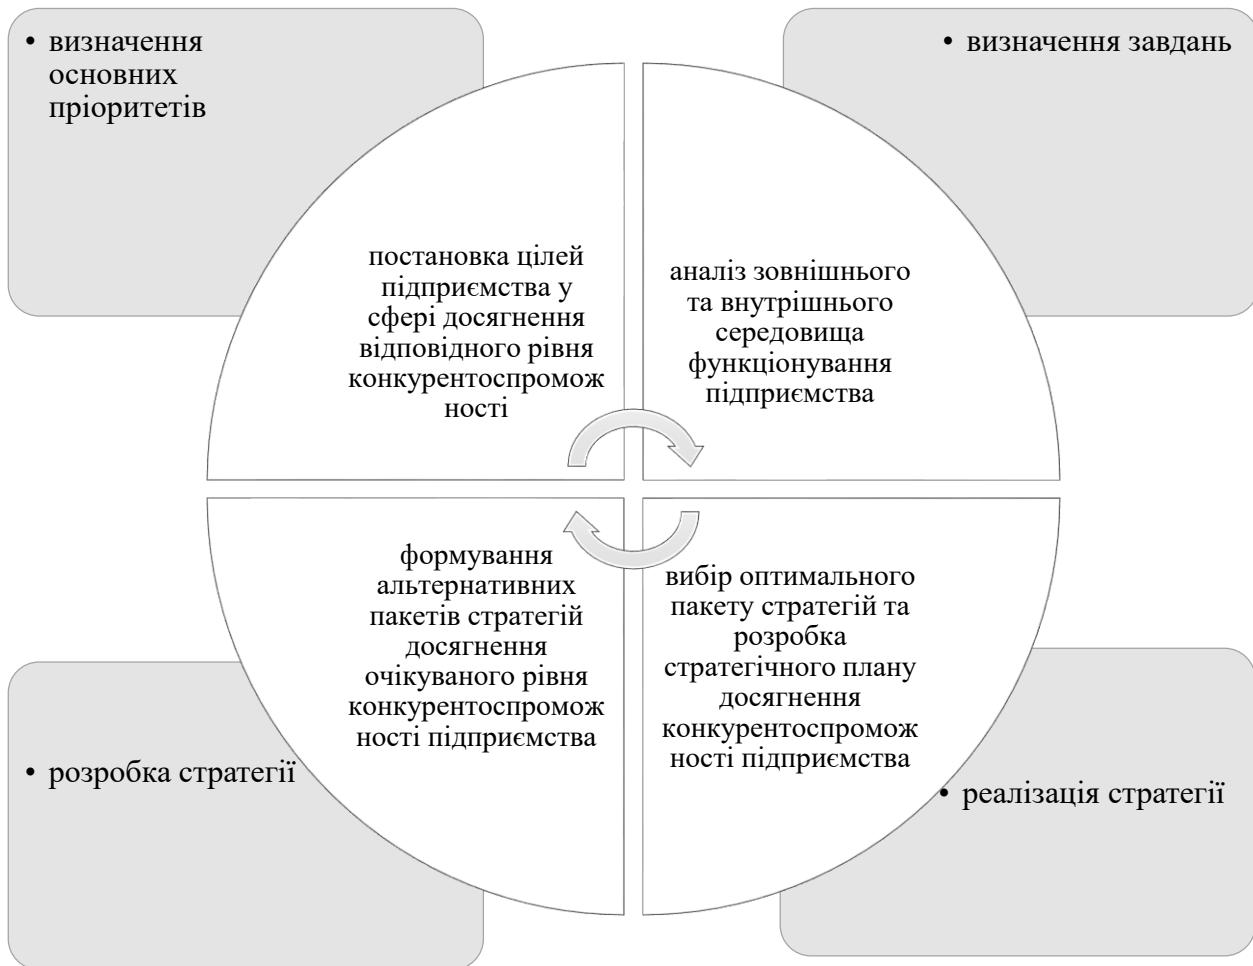 • визначення
основних
пріоритетів
• визначення завдань
постановка цілей
підприємства у
сфері досягнення
відповідного рівня
конкурентоспромож
ності
аналіз зовнішнього
та внутрішнього
середовища
функціонування
підприємства
формування
альтернативних
пакетів стратегій
досягнення
очікуваного рівня
конкурентоспромож
ності підприємства
вибір оптимального
пакету стратегій та
розробка
стратегічного плану
досягнення
конкурентоспромож
ності підприємства
• розробка стратегії
• реалізація стратегії